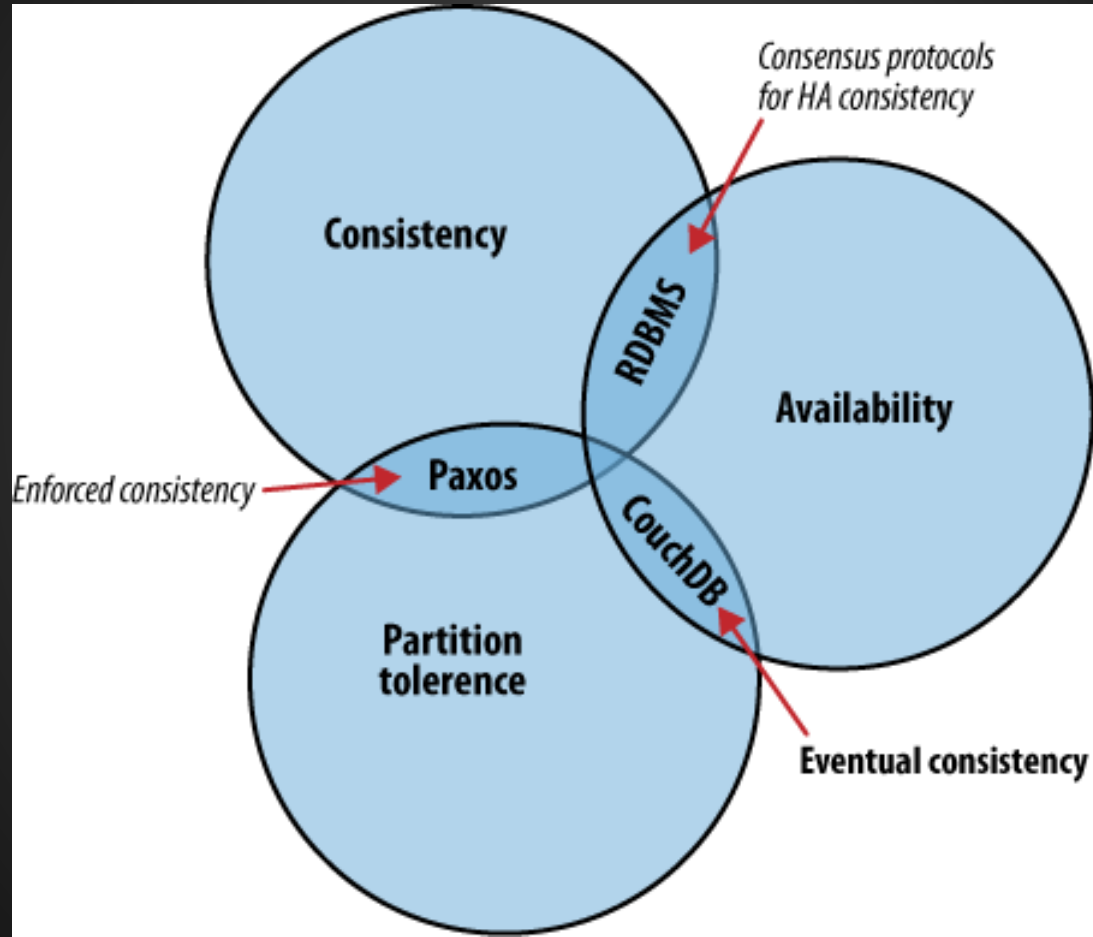 Consensus protocols
for HA consistency
Consistency
RDBMS
Availability
Enforced consistency
Paxos
CouchDB
Partition
tolerence
Eventual consistency